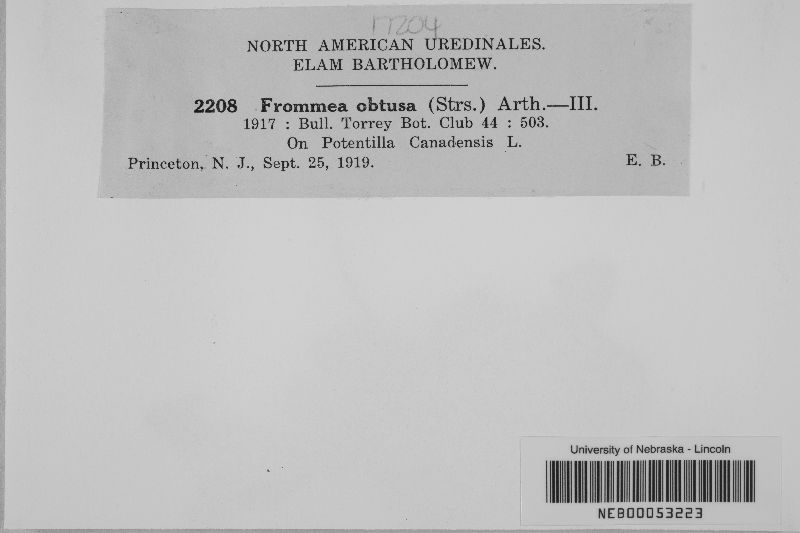 17204
NORTH AMERICAN UREDINALES.
ELAM BARTHOLOMEW.
2208 Frommea obtusa (Strs.) Arth.—III.
1917 : Bull. Torrey Bot. Club 44 : 503.
On Potentilla Canadensis L.
Princeton, N. J., Sept. 25, 1919. E. B.
University of Nebraska - Lincoln
NEB00053223